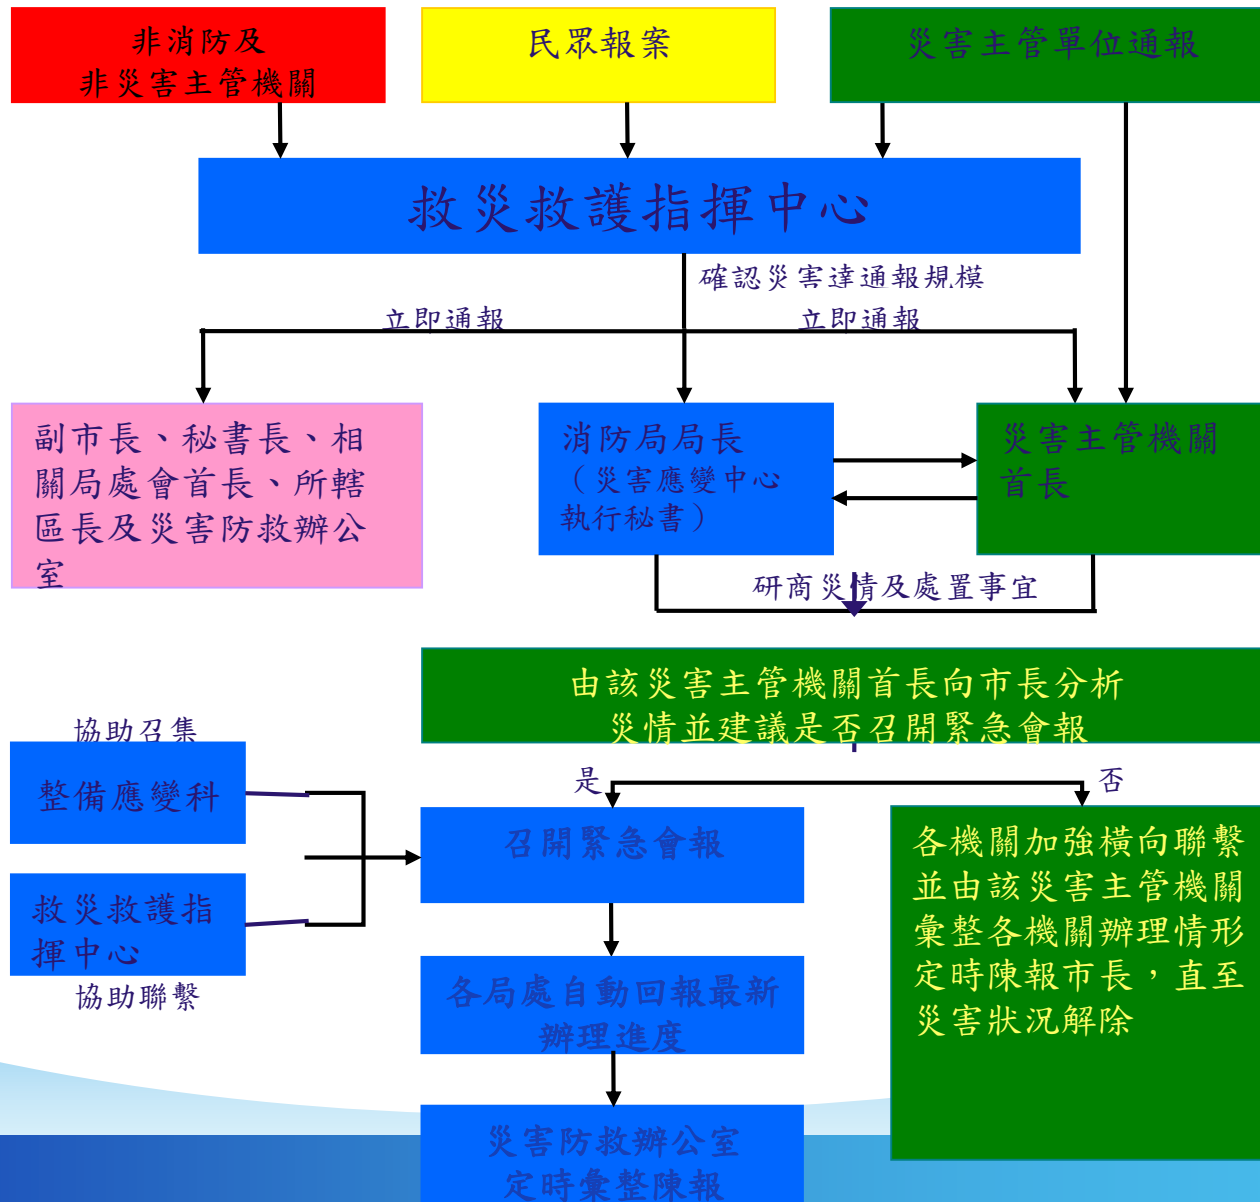 非消防及
非災害主管機關
民眾報案
災害主管單位通報
救災救護指揮中心
確認災害達通報規模
立即通報
立即通報
副市長、秘書長、相
關局處會首長、所轄
區長及災害防救辦公
室
消防局局長
（災害應變中心
執行秘書）
災害主管機關
首長
研商災情及處置事宜
由該災害主管機關首長向市長分析
災情並建議是否召開緊急會報
協助召集
整備應變科
救災救護指
揮中心
協助聯繫
是
否
召開緊急會報
各局處自動回報最新
辦理進度
災害防救辦公室
定時彙整陳報
各機關加強橫向聯繫
並由該災害主管機關
彙整各機關辦理情形
定時陳報市長，直至
災害狀況解除